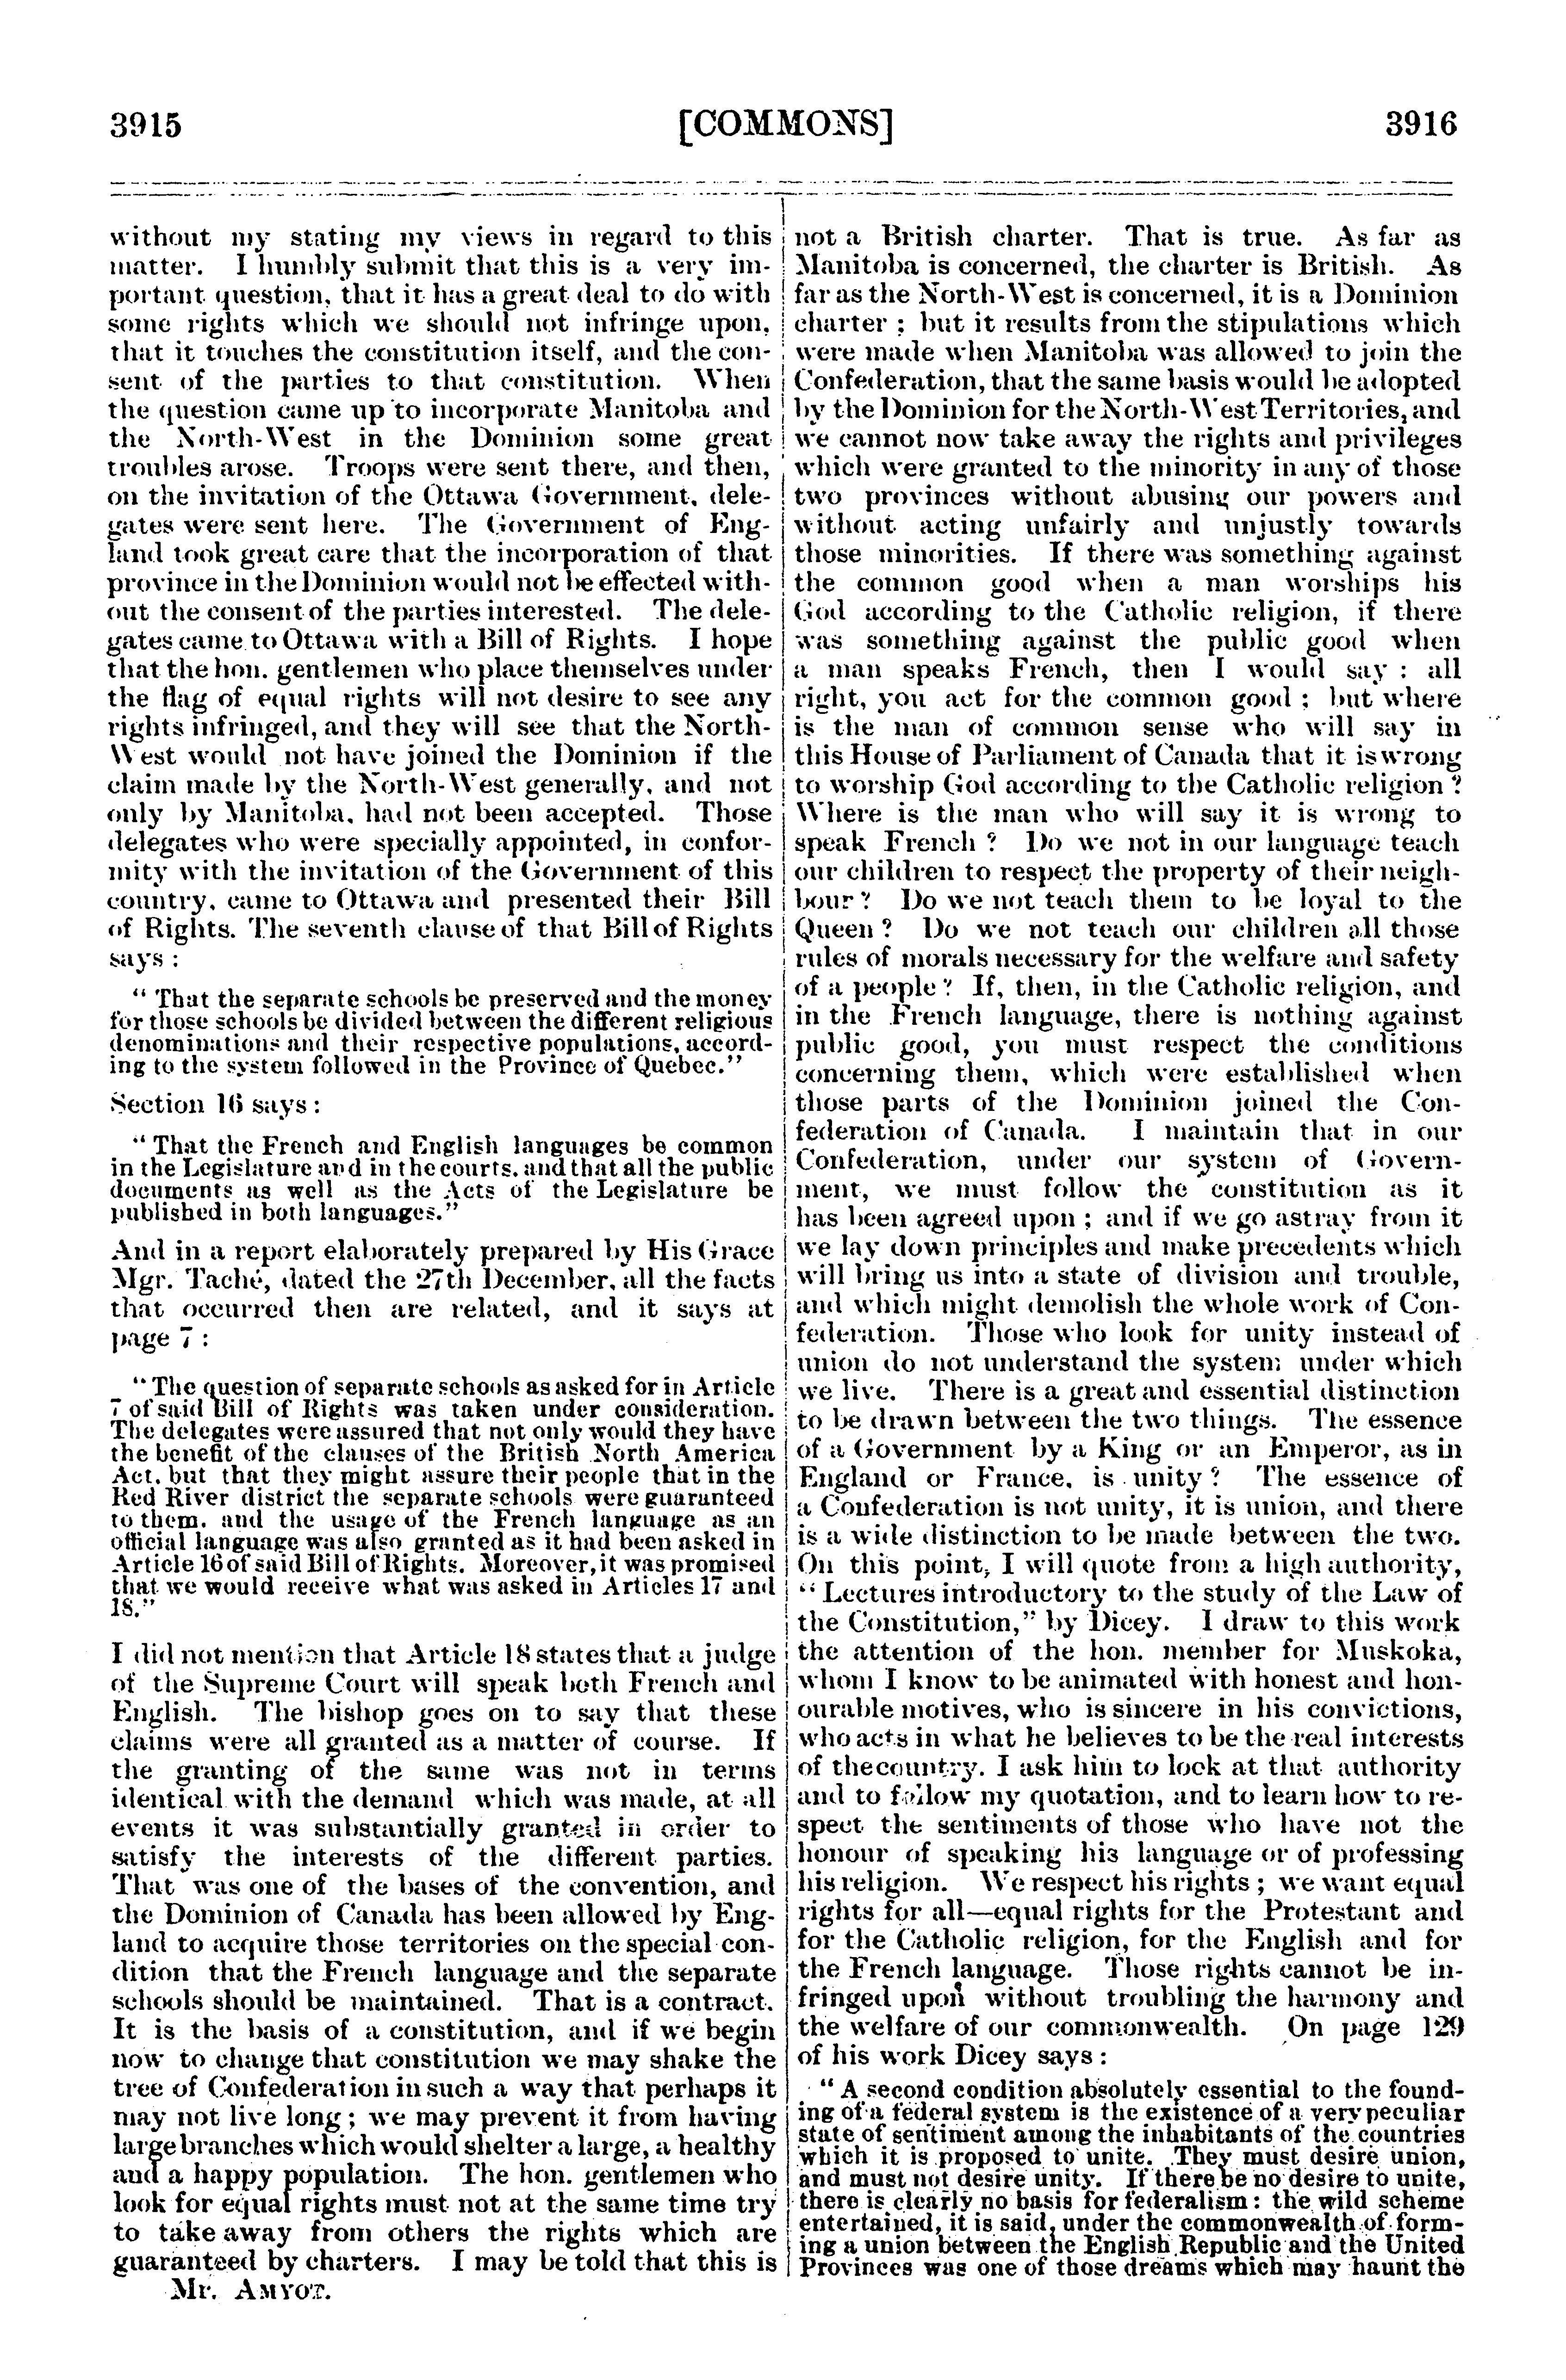 3915 [COMMONS] 3916
without my stating my views in regard to this
matter. I humbly submit that this is a very im-
portant question, that it has a great deal to do with
some rights which we should not infringe upon,
that it touches the constitution itself, and the con-
sent of the parties to that constitution. When
the question came up to incorporate Manitoba and
the North-West in the Dominion some great
troubles arose. Troops were sent there, and then,
on the invitation of the Ottawa Government, dele-
gates were sent here. The Government of Eng-
land took great care that the incorporation of that
province in the Dominion would not be effected with-
out the consent of the parties interested. The dele-
gates came to Ottawa with a Bill of Rights. I hope
that the hon. gentlemen who place themselves under
the flag of equal rights will not desire to see any
rights infringed, and they will see that the North-
West would not have joined the Dominion if the
claim made by the North-West generally, and not
only by Manitoba, had not been accepted. Those
delegates who were specially appointed, in confor-
mity with the invitation of the Government of this
country, came to Ottawa and presented their Bill
of Rights. The seventh clause of that Bill of Rights
says :
" That the separate schools be preserved and the money
for those schools be divided between the different religious
denominations and their respective populations, accord-
ing to the system followed in the Province of Quebec."
Section 16 says :
" That the French and English languages be common
in the Legislature and in the courts, and that all the public
documents as well as the Acts of the Legislature be
published in both languages."
And in a report elaborately prepared by His Grace
Mgr. Taché, dated the 27th December, all the facts
that occurred then are related, and it says at
page 7 :
" The question of separate schools as asked for in Article
7 of said Bill of Rights was taken under consideration.
The delegates were assured that not only would they have
the benefit of the clauses of the British North America
Act, but that they might assure their people that in the
Red River district the separate schools were guaranteed
to them, and the usage of the French language as an
official language was also granted as it had been asked in
Article 16 of said Bill of Rights. Moreover, it was promised
that we would receive what was asked in Articles 17 and
18."
I did not mention that Article 18 states that a judge
of the Supreme Court will speak both French and
English. The bishop goes on to say that these
claims were all granted as a matter of course. If
the granting of the same was not in terms
identical with the demand which was made, at all
events it was substantially granted in order to
satisfy the interests of the different parties.
That was one of the bases of the convention, and
the Dominion of Canada has been allowed by Eng-
land to acquire those territories on the special con-
dition that the French language and the separate
schools should be maintained. That is a contract.
It is the basis of a constitution, and if we begin
now to change that constitution we may shake the
tree of Confederation in such a way that perhaps it
may not live long ; we may prevent it from having
large branches which would shelter a large, a healthy
and a happy population. The hon. gentlemen who
look for equal rights must not at the same time try
to take away from others the rights which are
guaranteed by charters. I may be told that this is
Mr. AMYOT.
not a British charter. That is true. As far as
Manitoba is concerned, the charter is British. As
far as the North-West is concerned, it is a Dominion
charter ; but it results from the stipulations which
were made when Manitoba was allowed to join the
Confederation, that the same basis would be adopted
by the Dominion for the North-West Territories, and
we cannot now take away the rights and privileges
which were granted to the minority in any of those
two provinces without abusing our powers and
without acting unfairly and unjustly towards
those minorities. If there was something against
the common good when a man worships his
God according to the Catholic religion, if there
was something against the public good when
a man speaks French, then I would say : all
right, you act for the common good ; but where
is the man of common sense who will say in
this House of Parliament of Canada that it is wrong
to worship God according to the Catholic religion ?
Where is the man who will say it is wrong to
speak French ? Do we not in our language teach
our children to respect the property of their neigh-
bour ? Do we not teach them to be loyal to the
Queen ? Do we not teach our children all those
rules of morals necessary for the welfare and safety
of a people ? If, then, in the Catholic religion, and
in the French language, there is nothing against
public good, you must respect the conditions
concerning them, which were established when
those parts of the Dominion joined the Con-
federation of Canada. I maintain that in our
Confederation, under our system of Govern-
ment, we must follow the constitution as it
has been agreed upon ; and if we go astray from it
we lay down principles and make precedents which
will bring us into a state of division and trouble,
and which might demolish the whole work of Con-
federation. Those who look for unity instead of
union do not understand the system under which
we live. There is a great and essential distinction
to be drawn between the two things. The essence
of a Government by a King or an Emperor, as in
England or France, is unity ? The essence of
a Confederation is not unity, it is union, and there
is a wide distinction to be made between the two.
On this point, I will quote from a high authority,
" Lectures introductory to the study of the Law of
the Constitution," by Dicey. I draw to this work
the attention of the hon. member for Muskoka,
whom I know to be animated with honest and hon-
ourable motives, who is sincere in his convictions,
who acts in what he believes to be the real interests
of the country. I ask him to look at that authority
and to follow my quotation, and to learn how to re-
spect the sentiments of those who have not the
honour of speaking his language or of professing
his religion. We respect his rights ; we want equal
rights for all—equal rights for the Protestant and
for the Catholic religion, for the English and for
the French language. Those rights cannot be in-
fringed upon without troubling the harmony and
the welfare of our commonwealth. On page 129
of his work Dicey says :
" A second condition absolutely essential to the found-
ing of a federal system is the existence of a very peculiar
state of sentiment among the inhabitants of the countries
which it is proposed to unite. They must desire union,
and must not desire unity. If there be no desire to unite,
there is clearly no basis for federalism : the wild scheme
entertained, it is said, under the commonwealth of form-
ing a union between the English Republic and the United
Provinces was one of those dreams which may haunt the